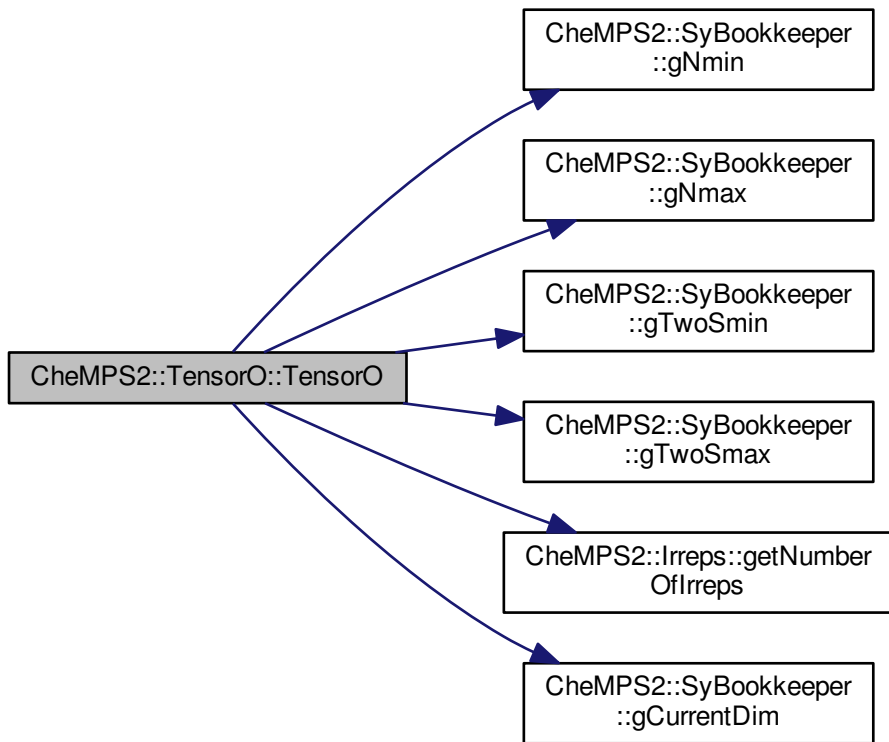 CheMPS2::SyBookkeeper
::gNmin
CheMPS2::SyBookkeeper
::gNmax
CheMPS2::SyBookkeeper
::gTwoSmin
CheMPS2::TensorO::TensorO
CheMPS2::SyBookkeeper
::gTwoSmax
CheMPS2::Irreps::getNumber
OfIrreps
CheMPS2::SyBookkeeper
::gCurrentDim